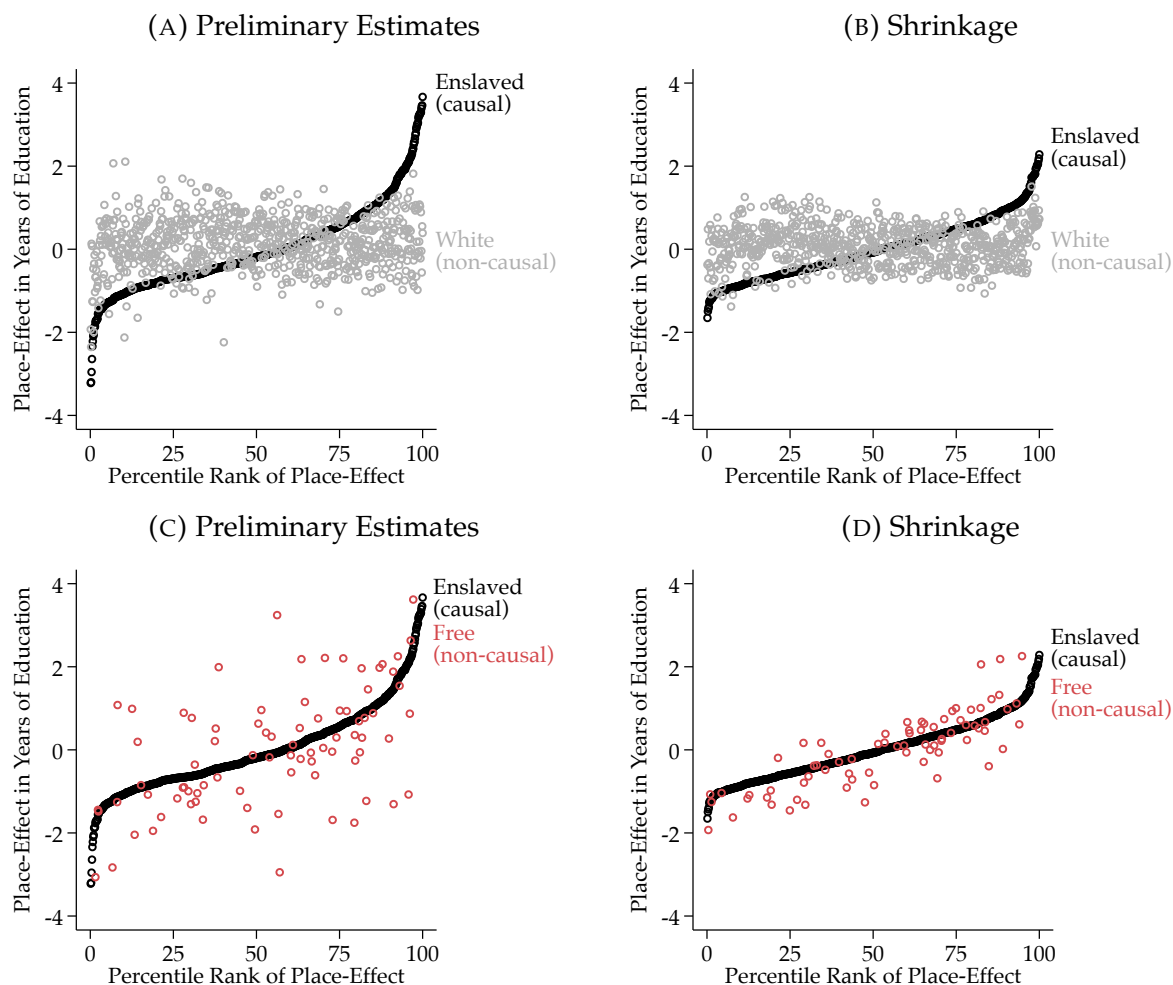 (A) Preliminary Estimates
Place-Effect in Years of Education
4
2
0
-2
-4
Enslaved
(causal)
White
(non-causal)
0 25 50 75 100
Percentile Rank of Place-Effect
(B) Shrinkage
Place-Effect in Years of Education
4
2
0
-2
-4
Enslaved
(causal)
White
(non-causal)
0 25 50 75 100
Percentile Rank of Place-Effect
(C) Preliminary Estimates
Place-Effect in Years of Education
4
2
0
-2
-4
Enslaved
(causal)
Free
(non-causal)
0 25 50 75 100
Percentile Rank of Place-Effect
(D) Shrinkage
Place-Effect in Years of Education
4
2
0
-2
-4
Enslaved
(causal)
Free
(non-causal)
0 25 50 75 100
Percentile Rank of Place-Effect